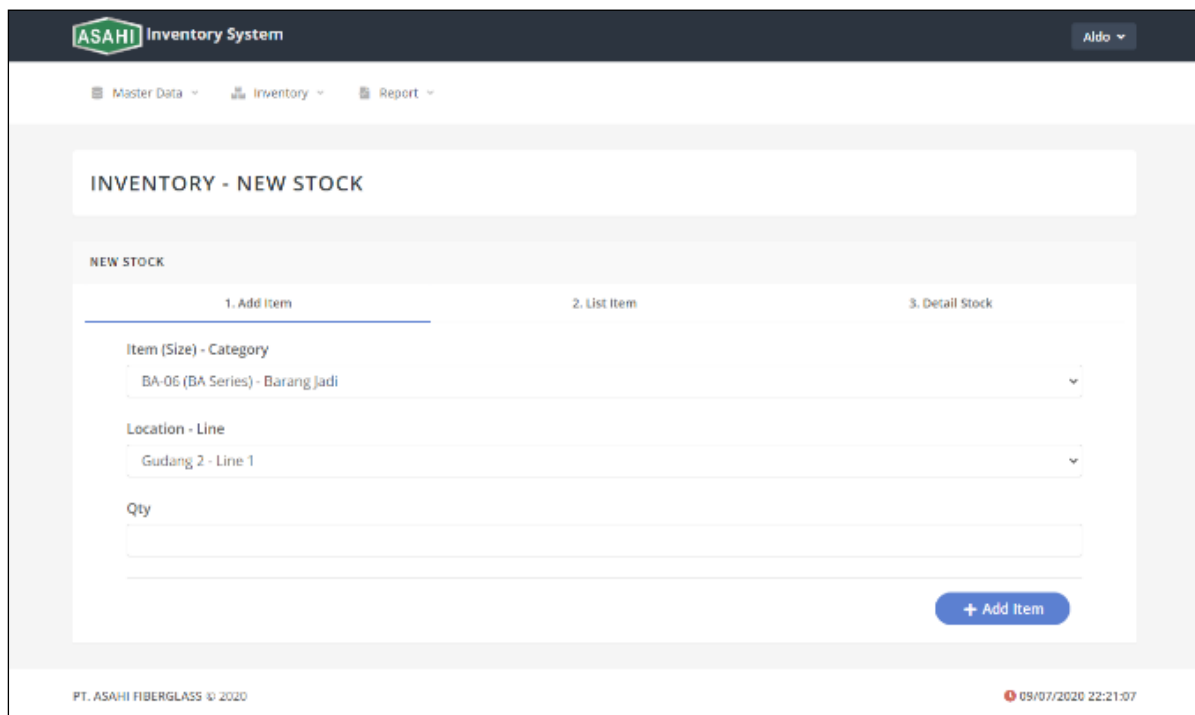 ASAHI Inventory System
Aldo
Master Data
Inventory
Report
INVENTORY - NEW STOCK
NEW STOCK
1. Add Item
2. List Item
3. Detail Stock
Item (Size) - Category
BA-06 (BA Series) - Barang Jadi
Location - Line
Gudang 2 - Line 1
Qty
+ Add Item
PT. ASAHI FIBERGLASS © 2020
09/07/2020 22:21:07